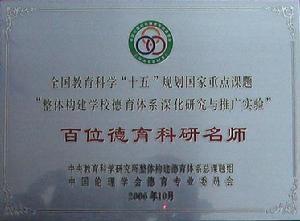 全国教育科学“十五”规划国家重点课题
“整体构建学校德育体系深化研究与推广实验”
百位德育科研名师
中央教育科学研究所整体构建德育体系总课题组
中国伦理学会德育专业委员会
2006年10月